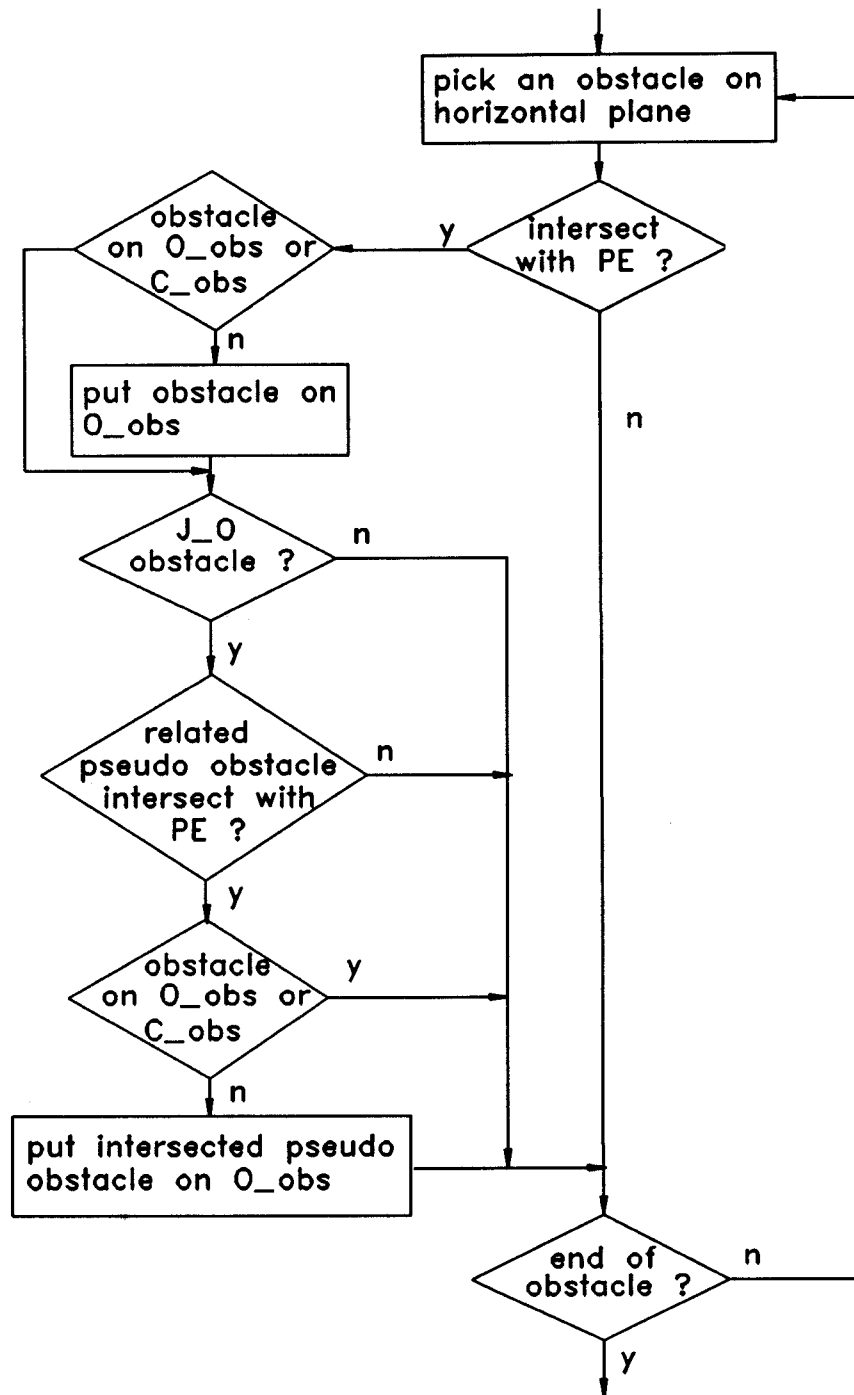 pick an obstacle on
horizontal plane
intersect
with PE ?
y
n
obstacle
on O_obs or
C_obs
n
put obstacle on
O_obs
J_O
obstacle ?
n
y
related
pseudo obstacle
intersect with
PE ?
n
y
obstacle
on O_obs or
C_obs
y
n
put intersected pseudo
obstacle on O_obs
end of
obstacle ?
n
y